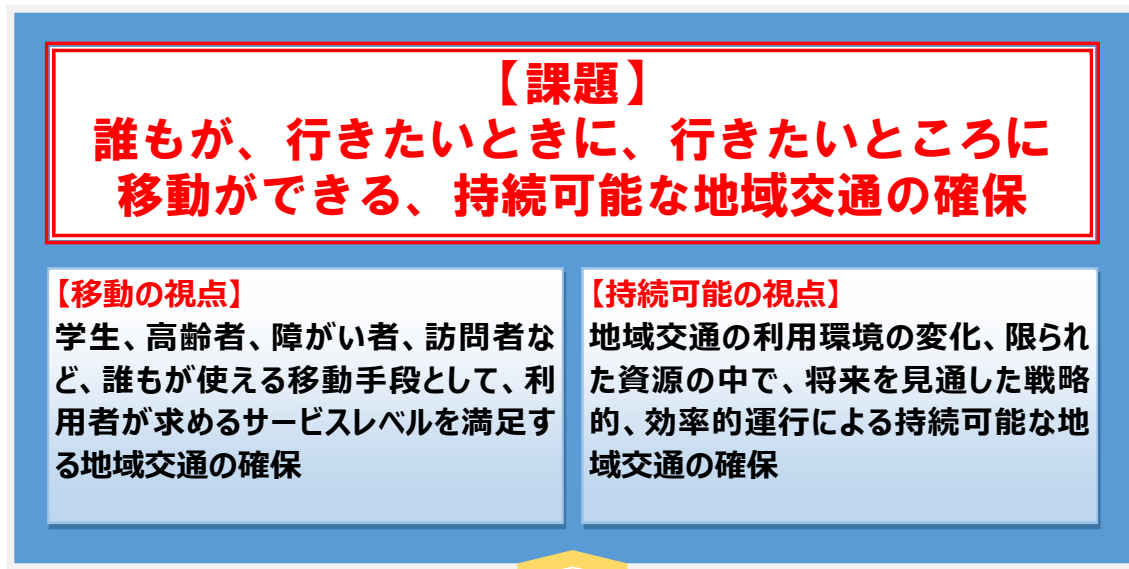 【課題】
誰もが、行きたいときに、行きたいところに
移動ができる、持続可能な地域交通の確保
【移動の視点】
学生、高齢者、障がい者、訪問者な
ど、誰もが使える移動手段として、利
用者が求めるサービスレベルを満足す
る地域交通の確保
【持続可能の視点】
地域交通の利用環境の変化、限られ
た資源の中で、将来を見通した戦略
的、効率的運行による持続可能な地
域交通の確保